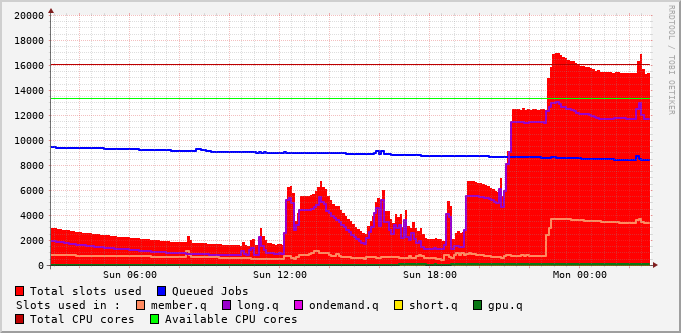 RRDTOOL / TOBI OETIKER
20000
18000
16000
14000
12000
10000
8000
6000
4000
2000
0
Sun 06:00 Sun 12:00 Sun 18:00 Mon 00:00
Total slots used Queued Jobs
Slots used in : member.q long.q ondemand.q short.q gpu.q
Total CPU cores Available CPU cores